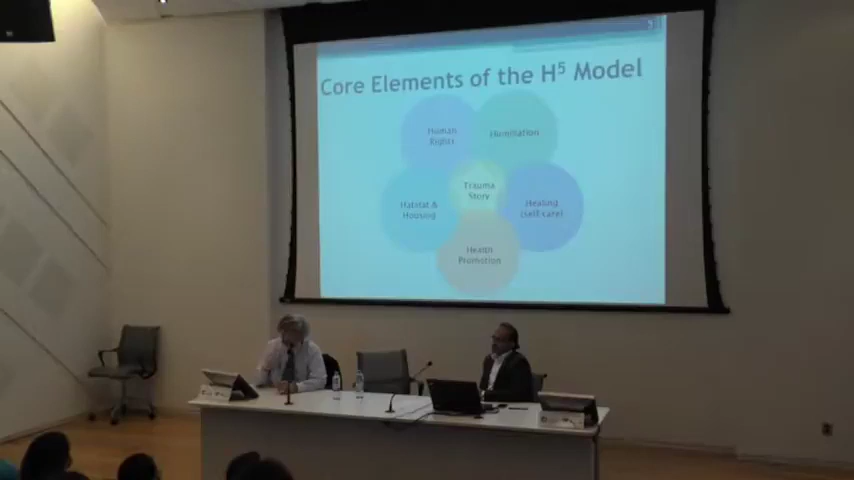 Core Elements of the H⁵ Model
Human
Rights
Humiliation
Trauma
Story
Habitat &
Housing
Healing
(self-care)
Health
Promotion